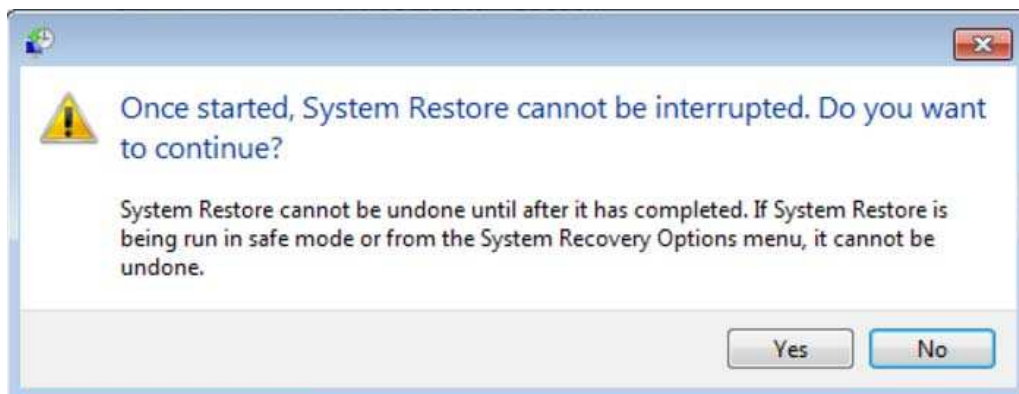 Once started, System Restore cannot be interrupted. Do you want
to continue?
System Restore cannot be undone until after it has completed. If System Restore is
being run in safe mode or from the System Recovery Options menu, it cannot be
undone.
Yes No